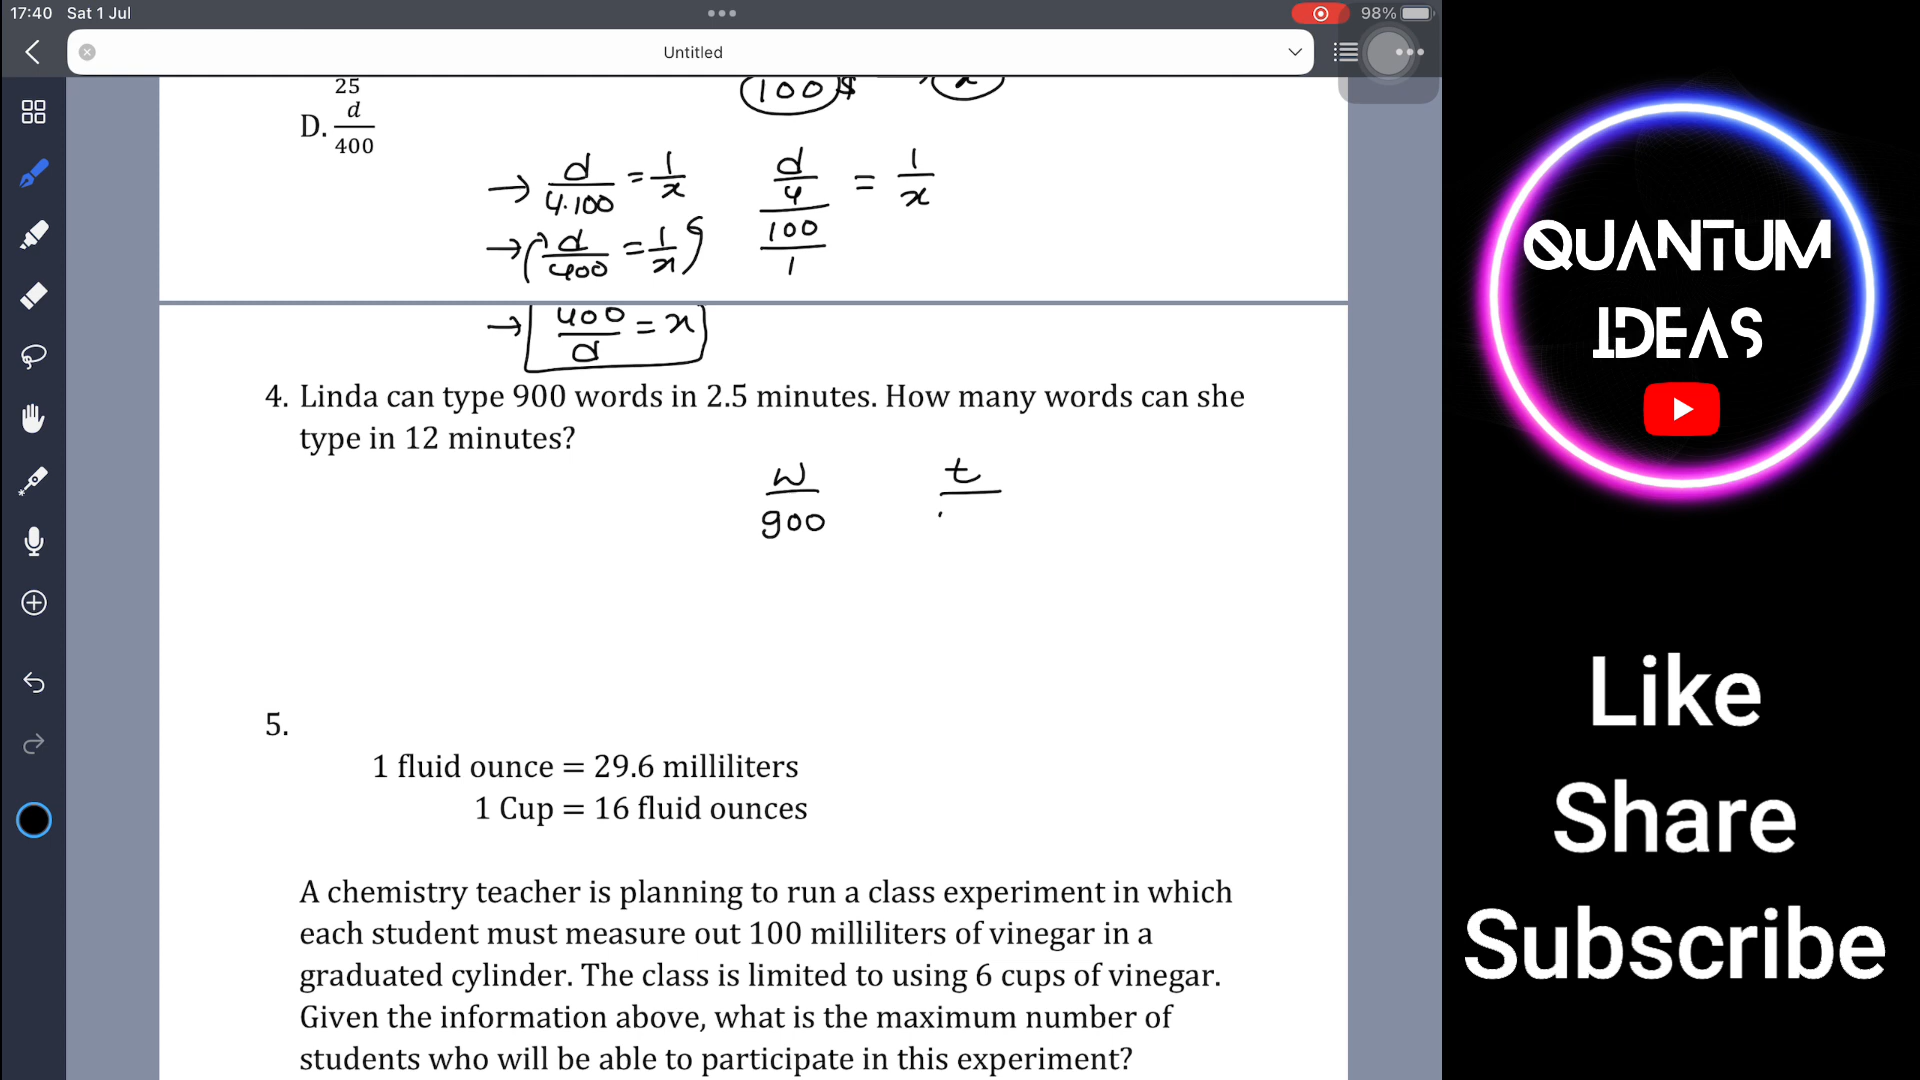 17:40 Sat 1 Jul
98%
Untitled
25
D. d/400
100 $
→ d/4·100 = 1/x
d/4 / 100/1 = 1/x
→ ( d/400 = 1/x )
→ 400/d = x
4. Linda can type 900 words in 2.5 minutes. How many words can she
type in 12 minutes?
W t
900
5.
1 fluid ounce = 29.6 milliliters
1 Cup = 16 fluid ounces
A chemistry teacher is planning to run a class experiment in which
each student must measure out 100 milliliters of vinegar in a
graduated cylinder. The class is limited to using 6 cups of vinegar.
Given the information above, what is the maximum number of
students who will be able to participate in this experiment?
QUANTUM
IDEAS
Like
Share
Subscribe